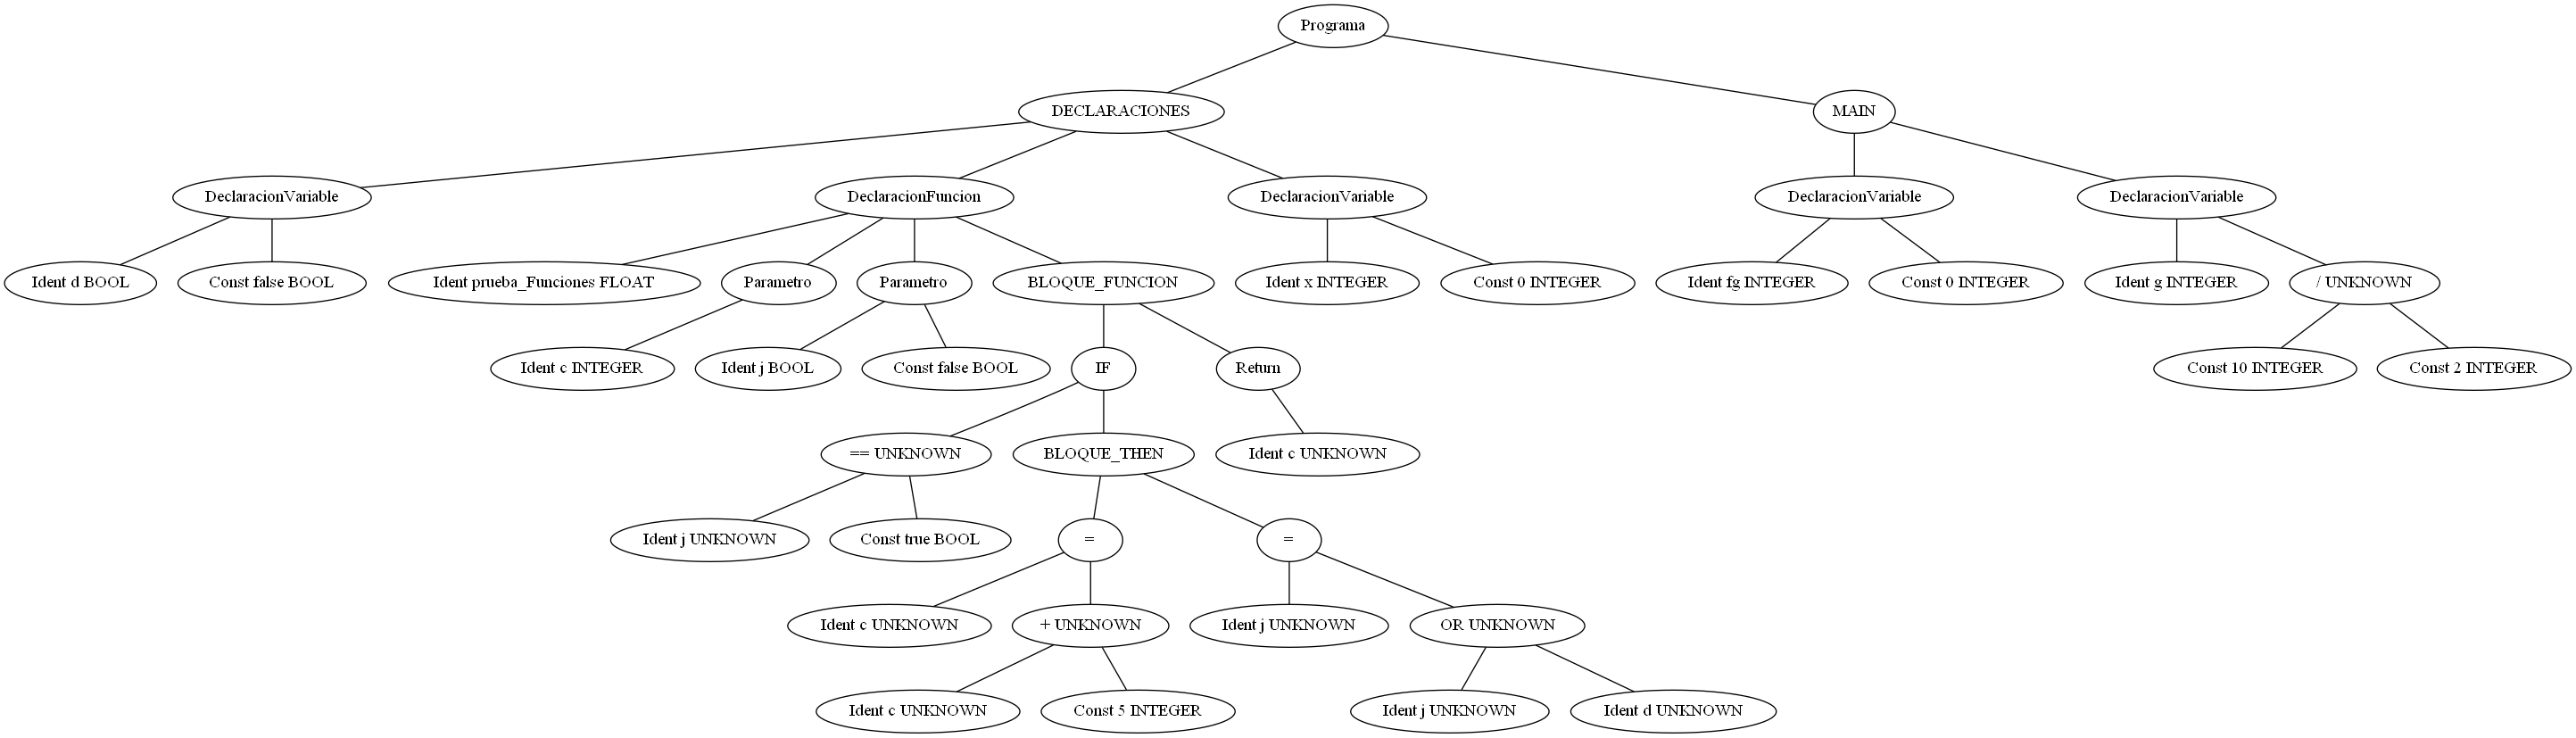 Programa
DECLARACIONES
MAIN
DeclaracionVariable
DeclaracionFuncion
DeclaracionVariable
DeclaracionVariable
DeclaracionVariable
Ident d BOOL
Const false BOOL
Ident prueba_Funciones FLOAT
Parametro
Parametro
BLOQUE_FUNCION
Ident x INTEGER
Const 0 INTEGER
Ident fg INTEGER
Const 0 INTEGER
Ident g INTEGER
/ UNKNOWN
Ident c INTEGER
Ident j BOOL
Const false BOOL
IF
Return
Const 10 INTEGER
Const 2 INTEGER
== UNKNOWN
BLOQUE_THEN
Ident c UNKNOWN
Ident j UNKNOWN
Const true BOOL
=
=
Ident c UNKNOWN
+ UNKNOWN
Ident j UNKNOWN
OR UNKNOWN
Ident c UNKNOWN
Const 5 INTEGER
Ident j UNKNOWN
Ident d UNKNOWN